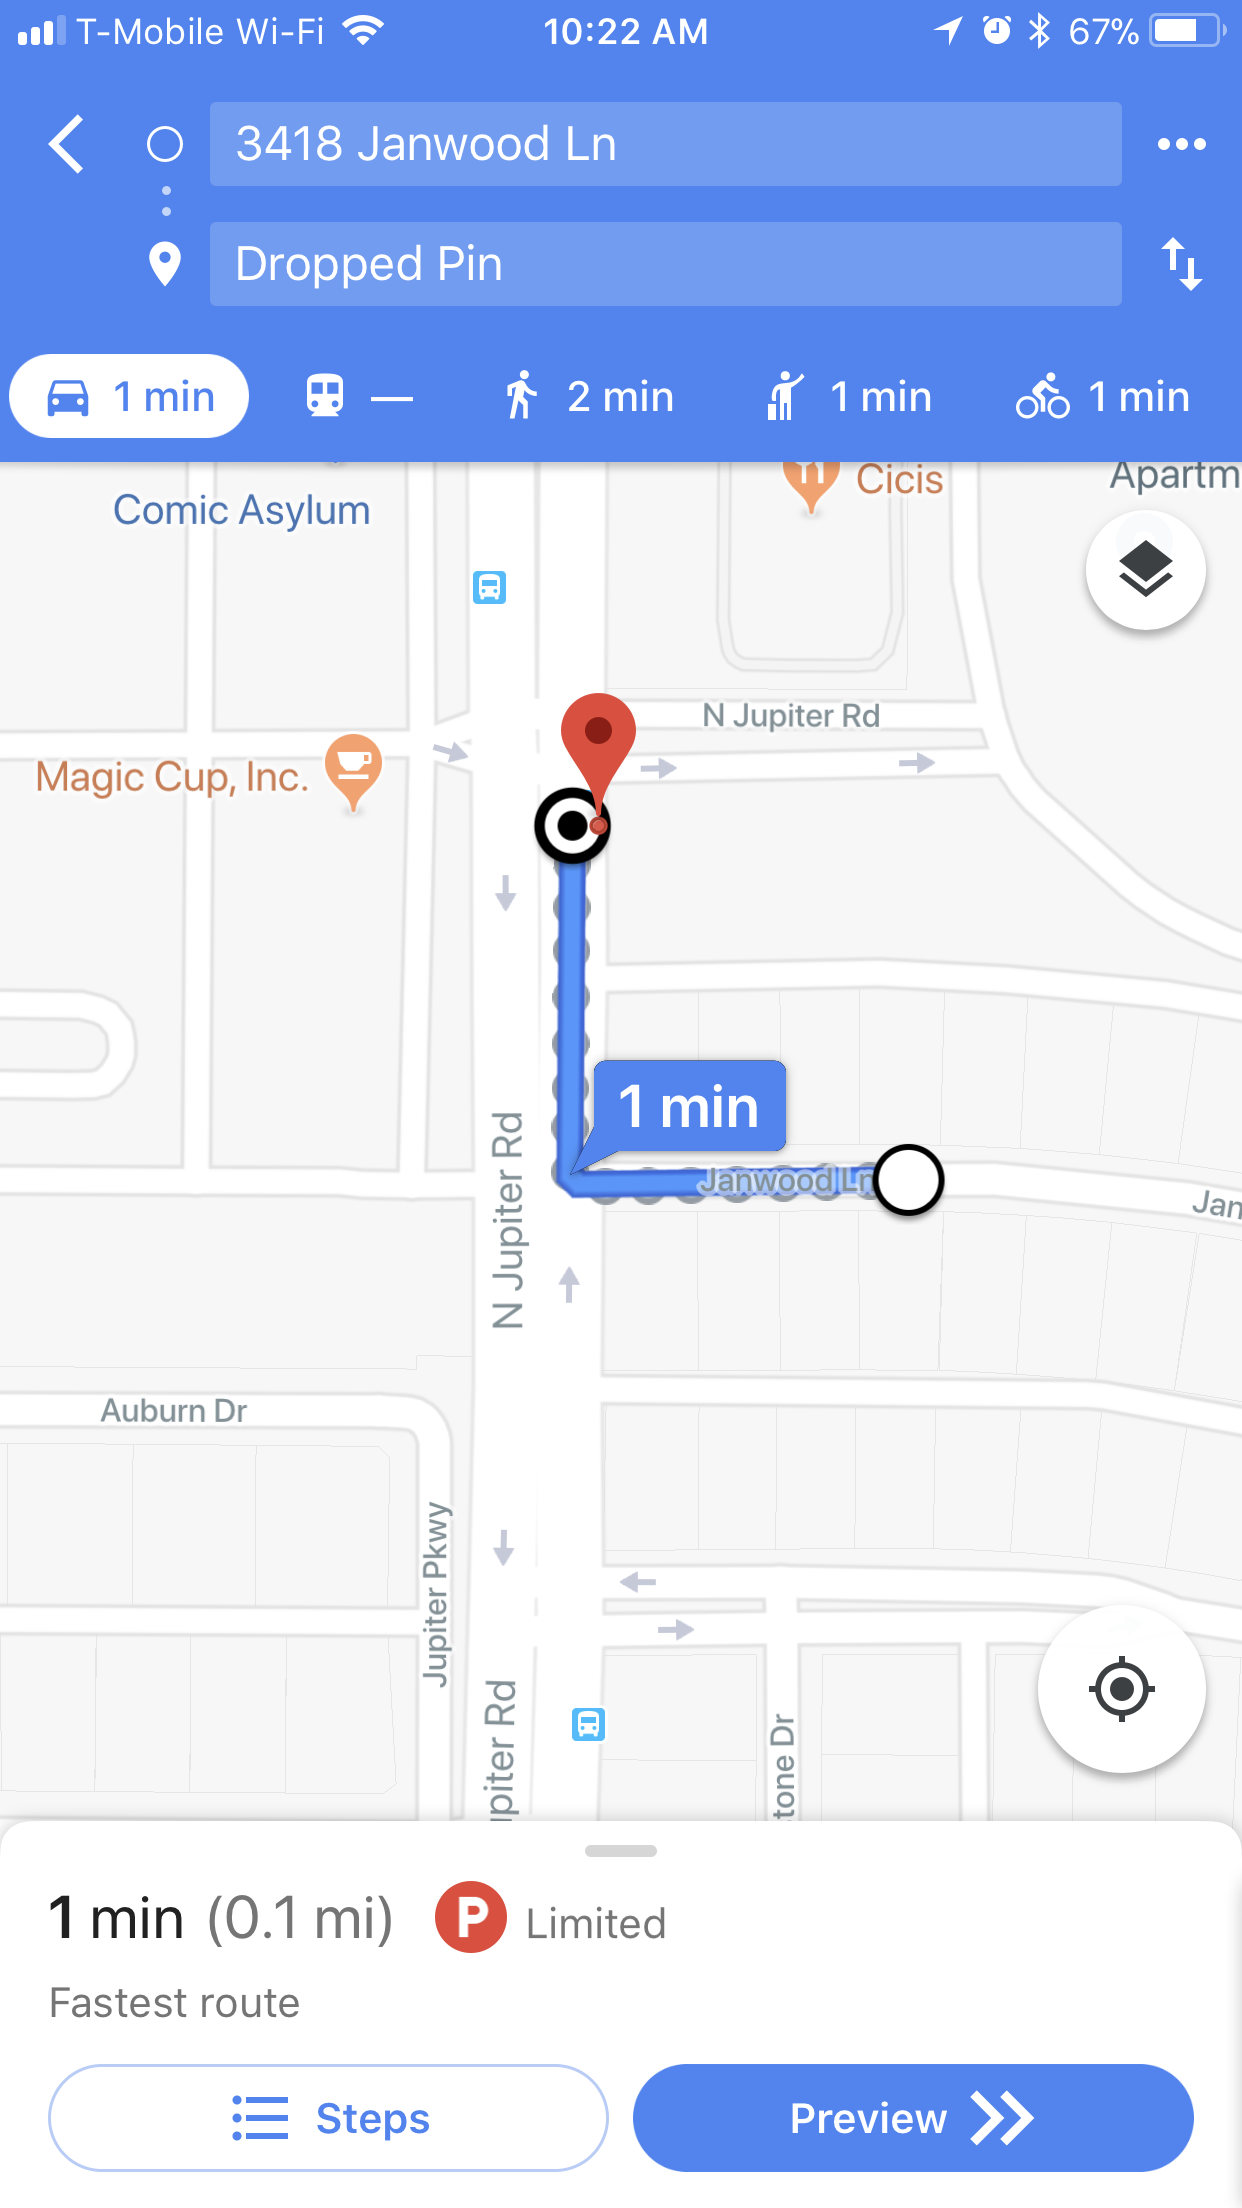 T-Mobile Wi-Fi 10:22 AM 67%
3418 Janwood Ln
Dropped Pin
1 min — 2 min 1 min 1 min
Cicis
Apartm
Comic Asylum
N Jupiter Rd
Magic Cup, Inc.
1 min
Janwood Ln
Jan
N Jupiter Rd
Auburn Dr
Jupiter Pkwy
upiter Rd
tone Dr
1 min (0.1 mi) P Limited
Fastest route
Steps
Preview